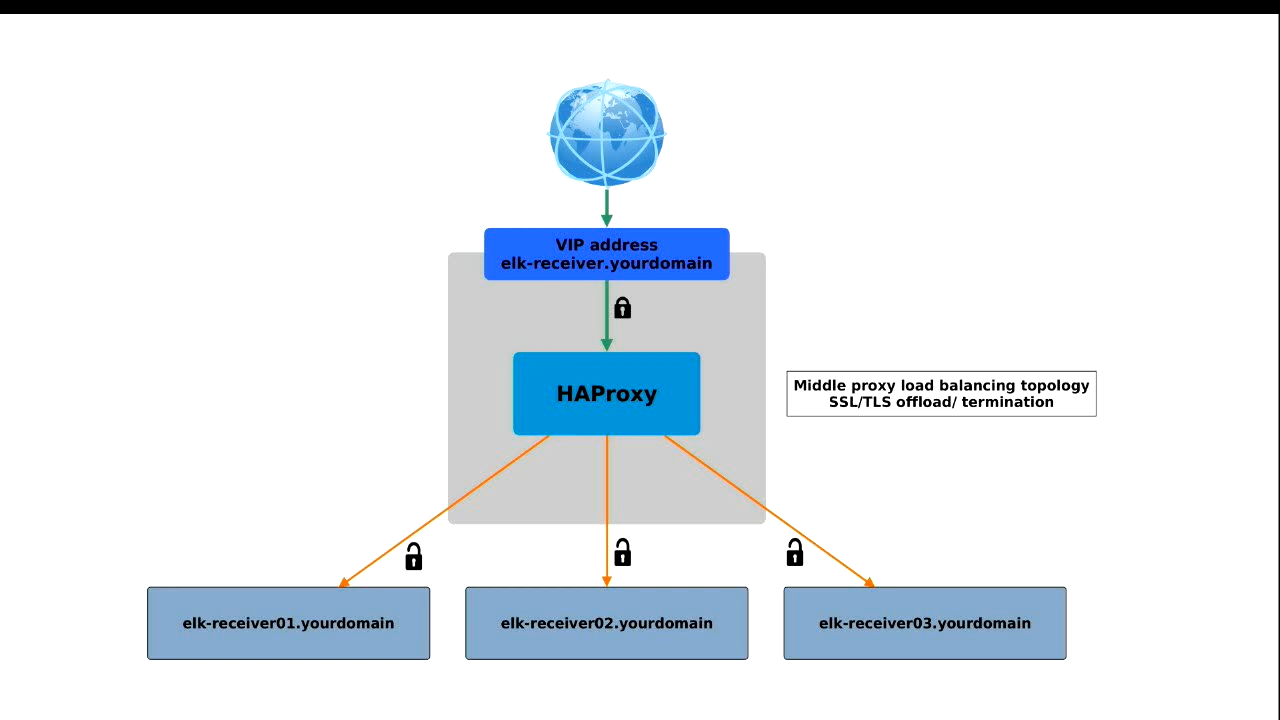 VIP address
elk-receiver.yourdomain
HAProxy
Middle proxy load balancing topology
SSL/TLS offload/ termination
elk-receiver01.yourdomain
elk-receiver02.yourdomain
elk-receiver03.yourdomain